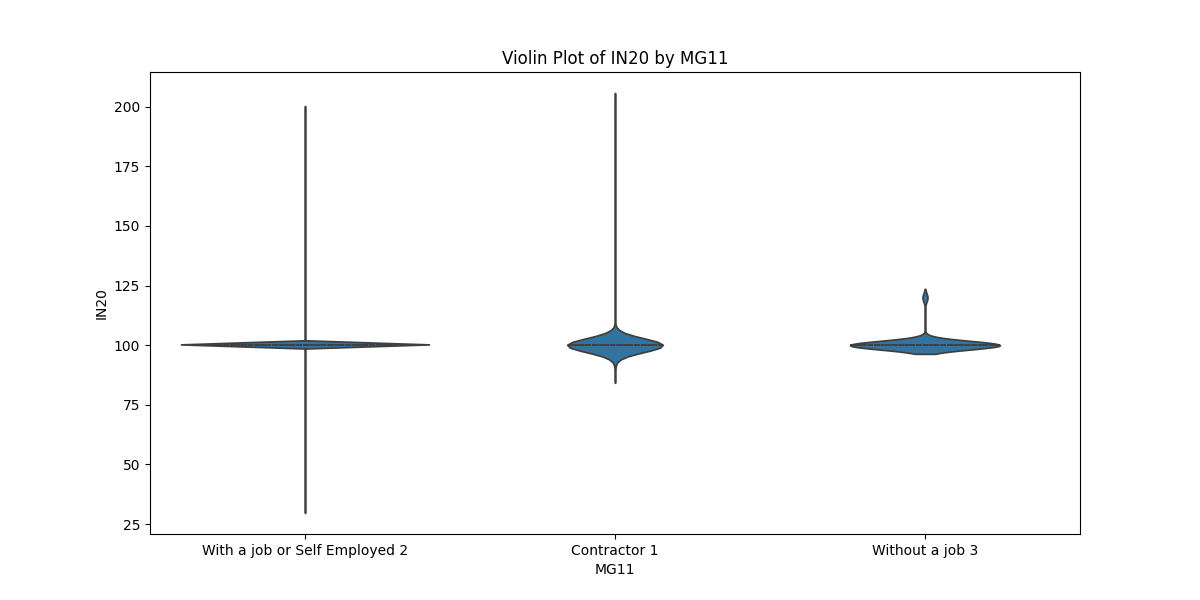 Violin Plot of IN20 by MG11
200
175
150
125
100
75
50
25
IN20
With a job or Self Employed 2
Contractor 1
Without a job 3
MG11